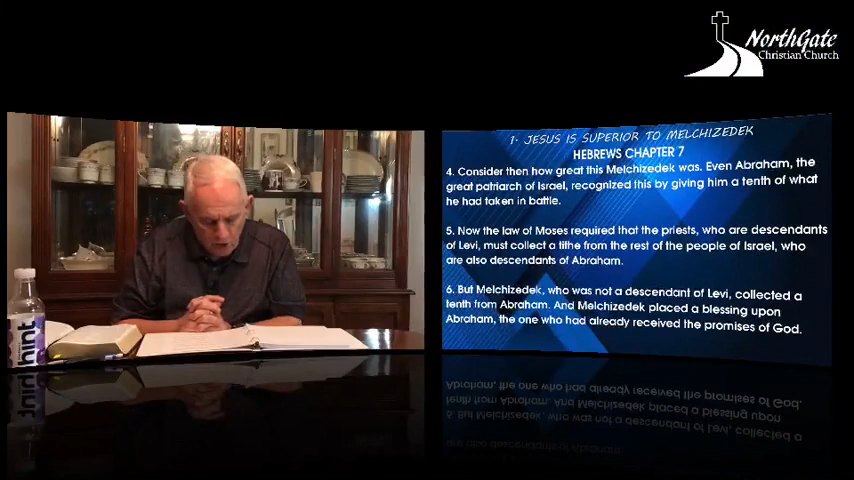 NorthGate
Christian Church
1. JESUS IS SUPERIOR TO MELCHIZEDEK
HEBREWS CHAPTER 7
4. Consider then how great this Melchizedek was. Even Abraham, the
great patriarch of Israel, recognized this by giving him a tenth of what
he had taken in battle.
5. Now the law of Moses required that the priests, who are descendants
of Levi, must collect a tithe from the rest of the people of Israel, who
are also descendants of Abraham.
6. But Melchizedek, who was not a descendant of Levi, collected a
tenth from Abraham. And Melchizedek placed a blessing upon
Abraham, the one who had already received the promises of God.
hint